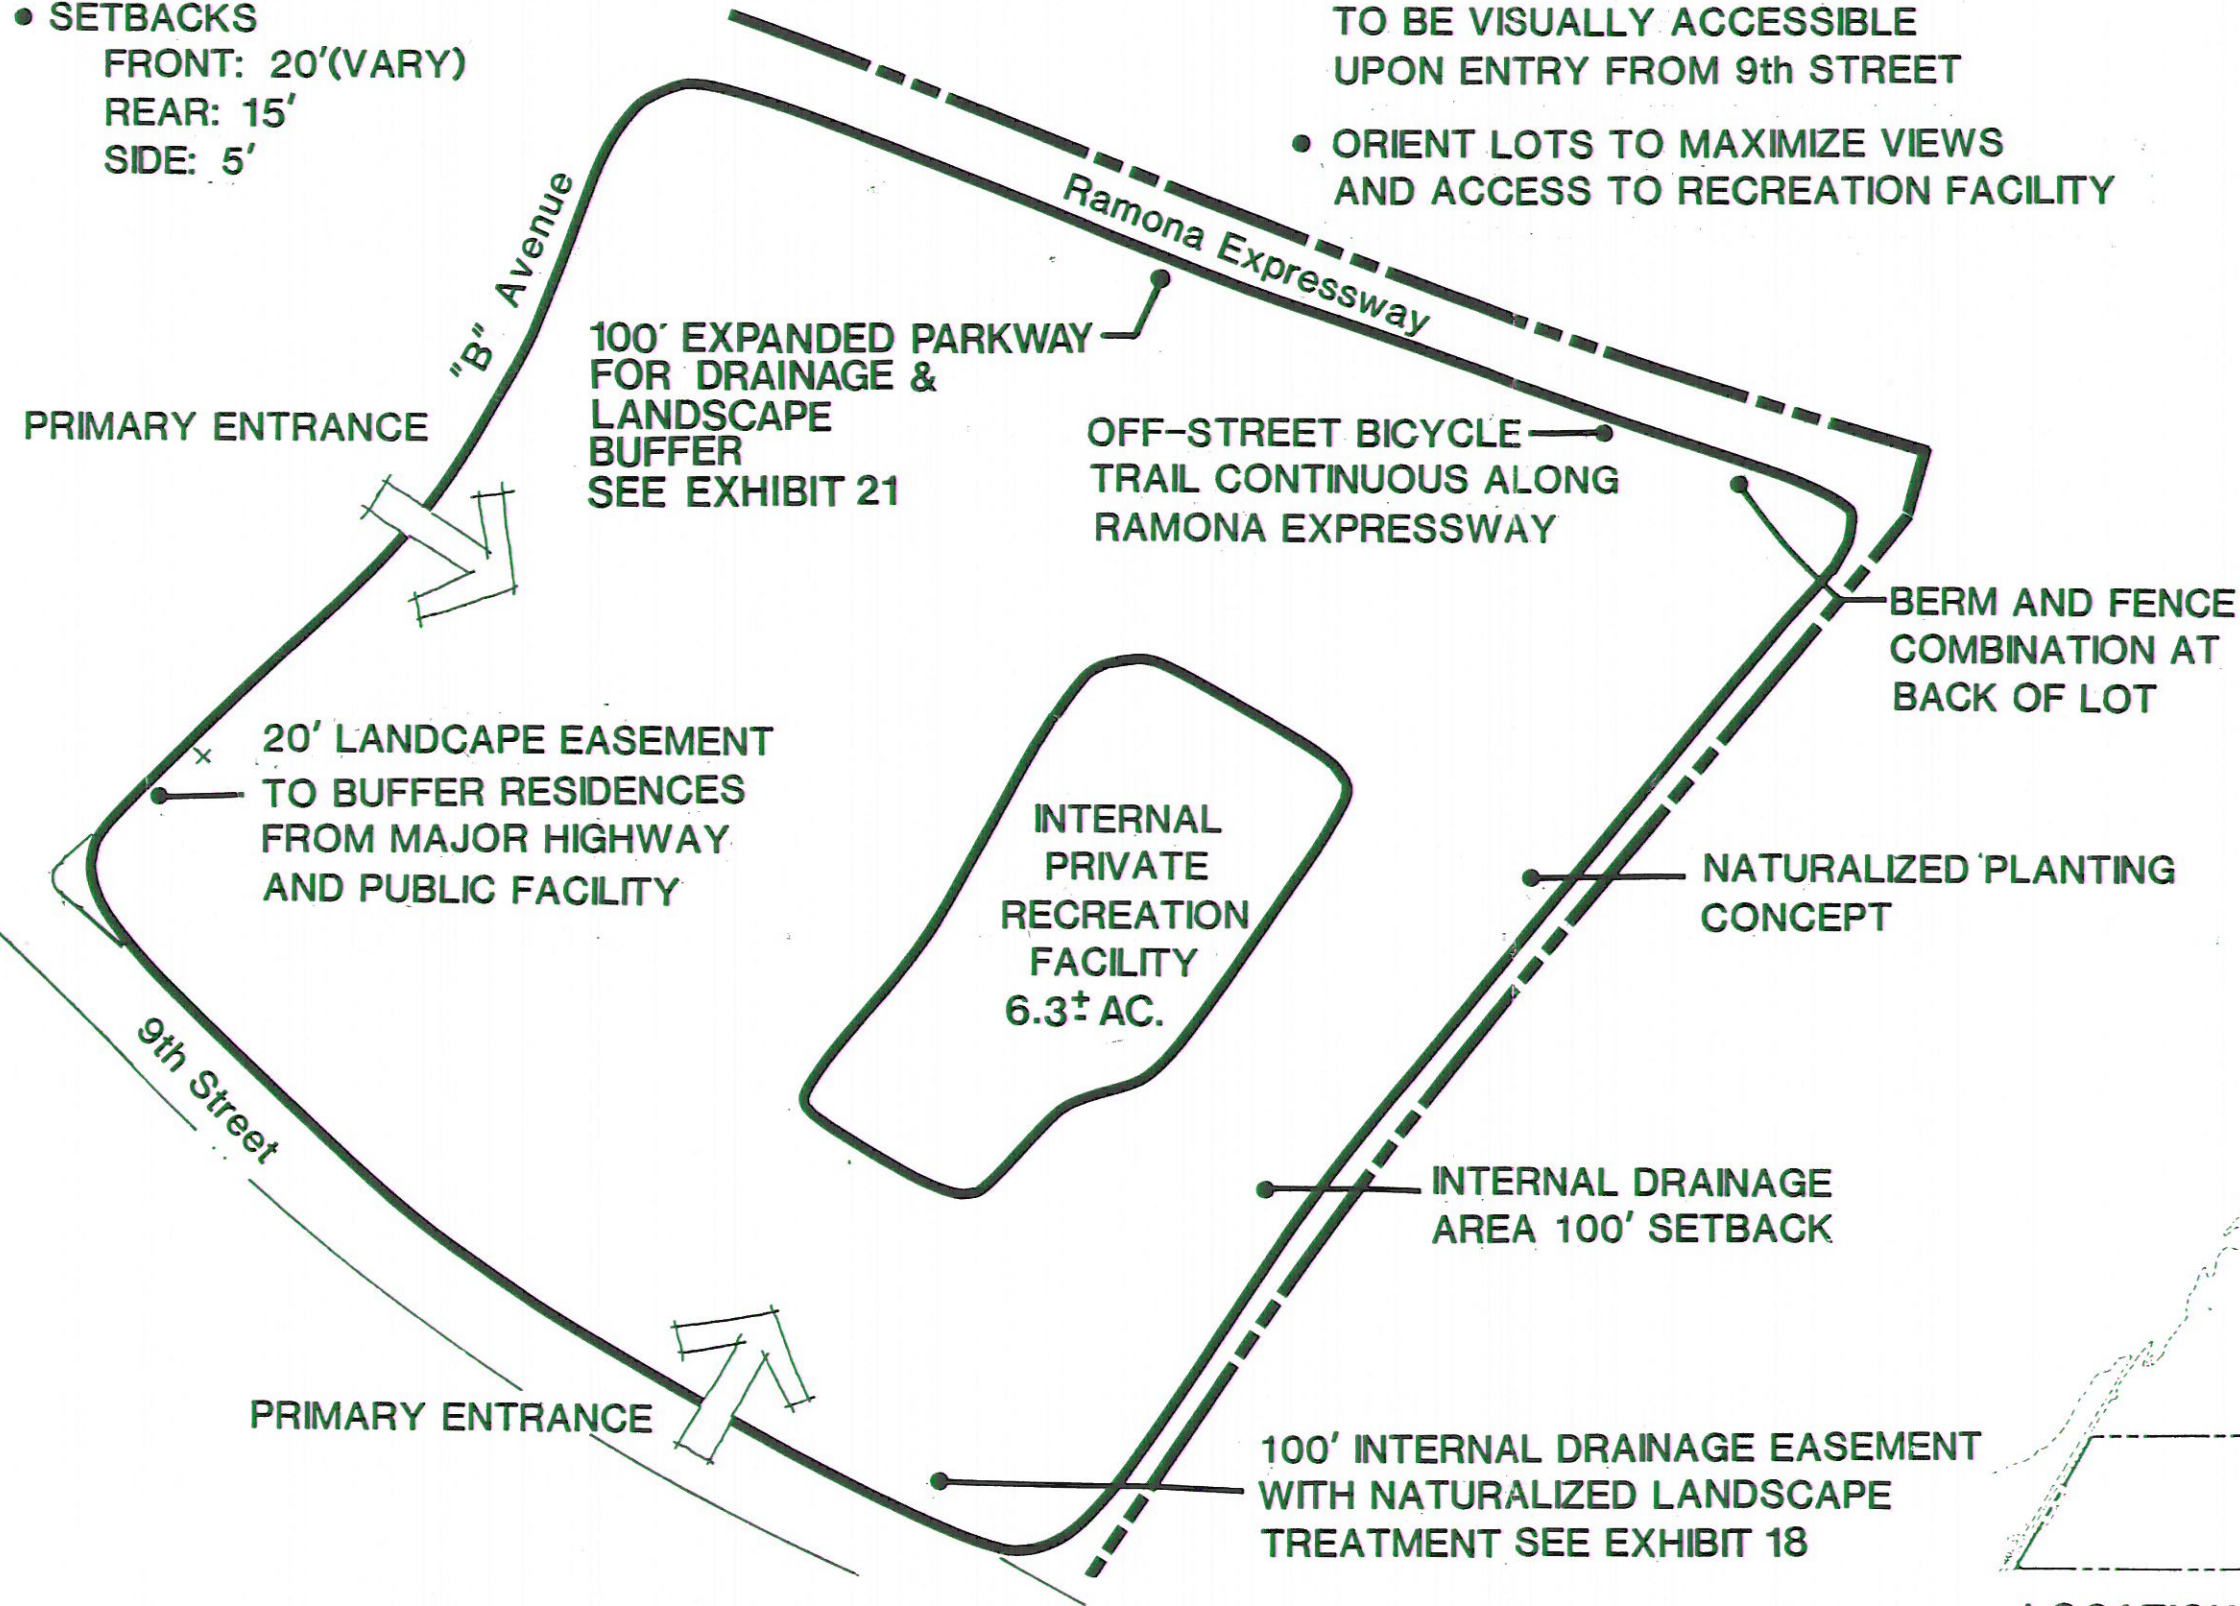 • SETBACKS
FRONT: 20'(VARY)
REAR: 15'
SIDE: 5'
TO BE VISUALLY ACCESSIBLE
UPON ENTRY FROM 9th STREET
• ORIENT LOTS TO MAXIMIZE VIEWS
AND ACCESS TO RECREATION FACILITY
"B" Avenue
Ramona Expressway
100' EXPANDED PARKWAY
FOR DRAINAGE &
LANDSCAPE
BUFFER
SEE EXHIBIT 21
PRIMARY ENTRANCE
OFF-STREET BICYCLE
TRAIL CONTINUOUS ALONG
RAMONA EXPRESSWAY
BERM AND FENCE
COMBINATION AT
BACK OF LOT
20' LANDCAPE EASEMENT
TO BUFFER RESIDENCES
FROM MAJOR HIGHWAY
AND PUBLIC FACILITY
INTERNAL
PRIVATE
RECREATION
FACILITY
6.3± AC.
NATURALIZED PLANTING
CONCEPT
9th Street
INTERNAL DRAINAGE
AREA 100' SETBACK
PRIMARY ENTRANCE
100' INTERNAL DRAINAGE EASEMENT
WITH NATURALIZED LANDSCAPE
TREATMENT SEE EXHIBIT 18